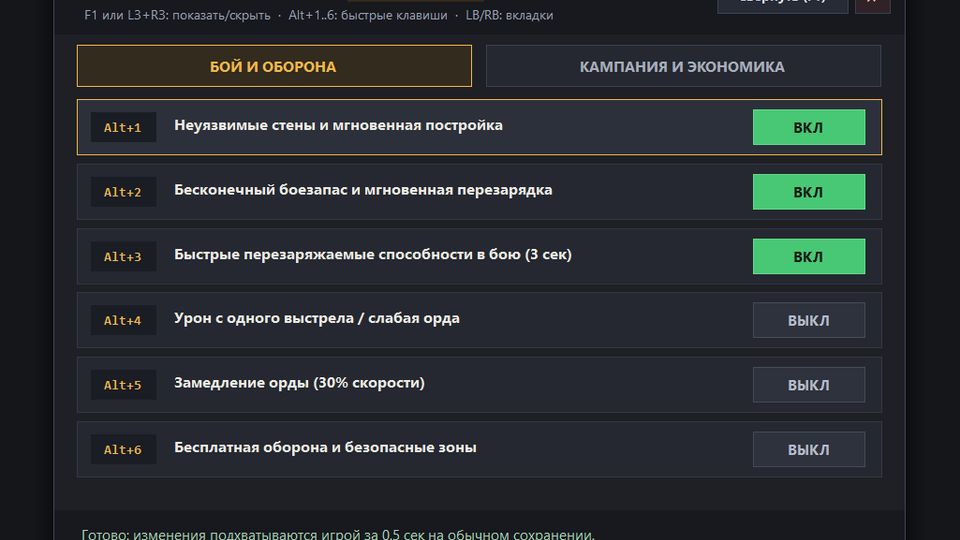 F1 или L3+R3: показать/скрыть · Alt+1..6: быстрые клавиши · LB/RB: вкладки
БОЙ И ОБОРОНА
КАМПАНИЯ И ЭКОНОМИКА
Alt+1 Неуязвимые стены и мгновенная постройка ВКЛ
Alt+2 Бесконечный боезапас и мгновенная перезарядка ВКЛ
Alt+3 Быстрые перезаряжаемые способности в бою (3 сек) ВКЛ
Alt+4 Урон с одного выстрела / слабая орда ВЫКЛ
Alt+5 Замедление орды (30% скорости) ВЫКЛ
Alt+6 Бесплатная оборона и безопасные зоны ВЫКЛ
Готово: изменения подхватываются игрой за 0.5 сек на обычном сохранении.